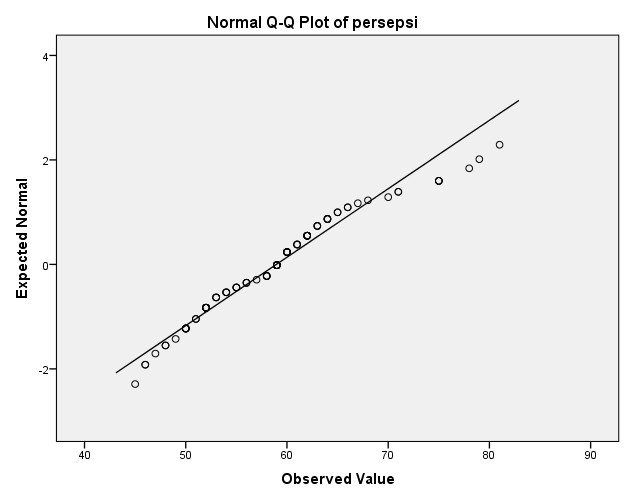 Normal Q-Q Plot of persepsi
4
2
0
-2
Expected Normal
40 50 60 70 80 90
Observed Value